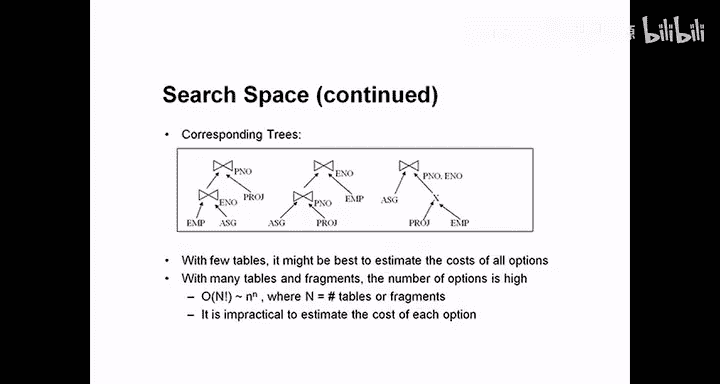 bilibili
Search Space (continued)
• Corresponding Trees:
PNO ENO PNO, ENO
ENO PROJ PNO EMP ASG X
EMP ASG ASG PROJ PROJ EMP
• With few tables, it might be best to estimate the costs of all options
• With many tables and fragments, the number of options is high
– O(N!) ~ nⁿ , where N = # tables or fragments
– It is impractical to estimate the cost of each option